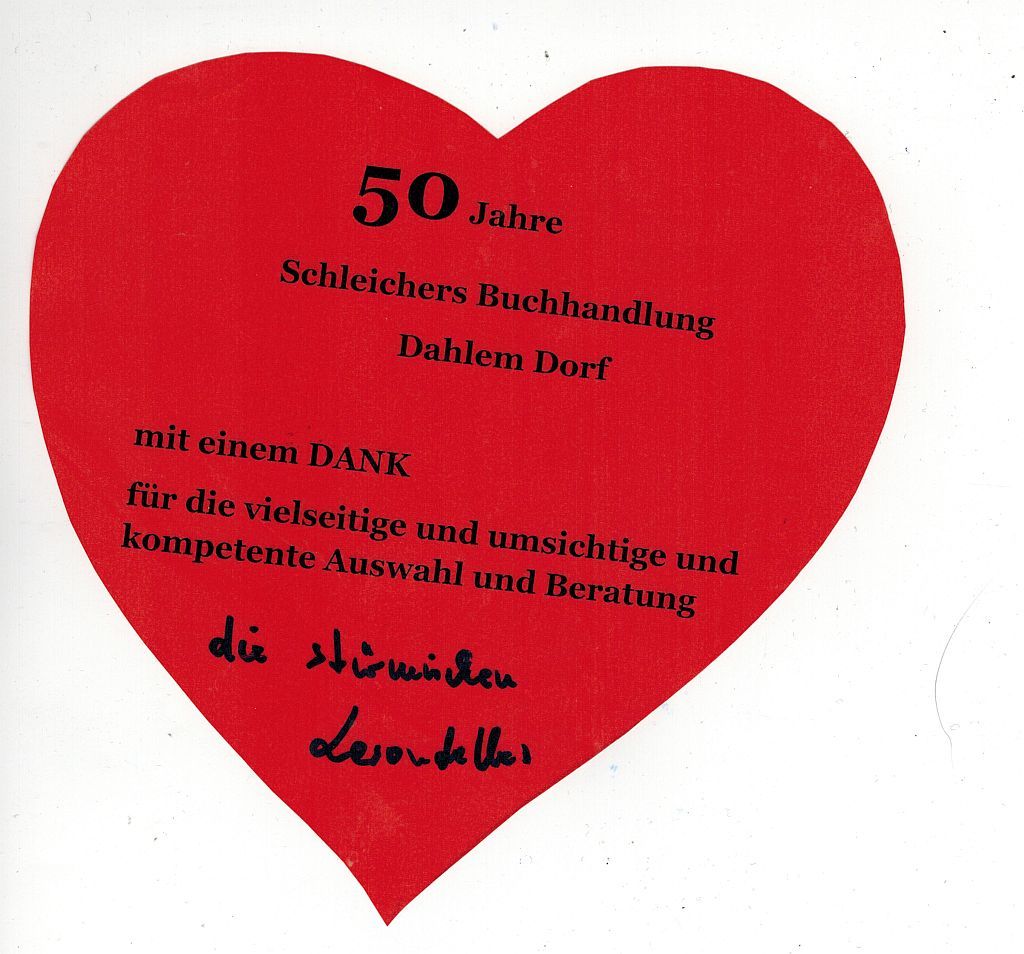 50 Jahre
Schleichers Buchhandlung
Dahlem Dorf
mit einem DANK
für die vielseitige und umsichtige und
kompetente Auswahl und Beratung
die